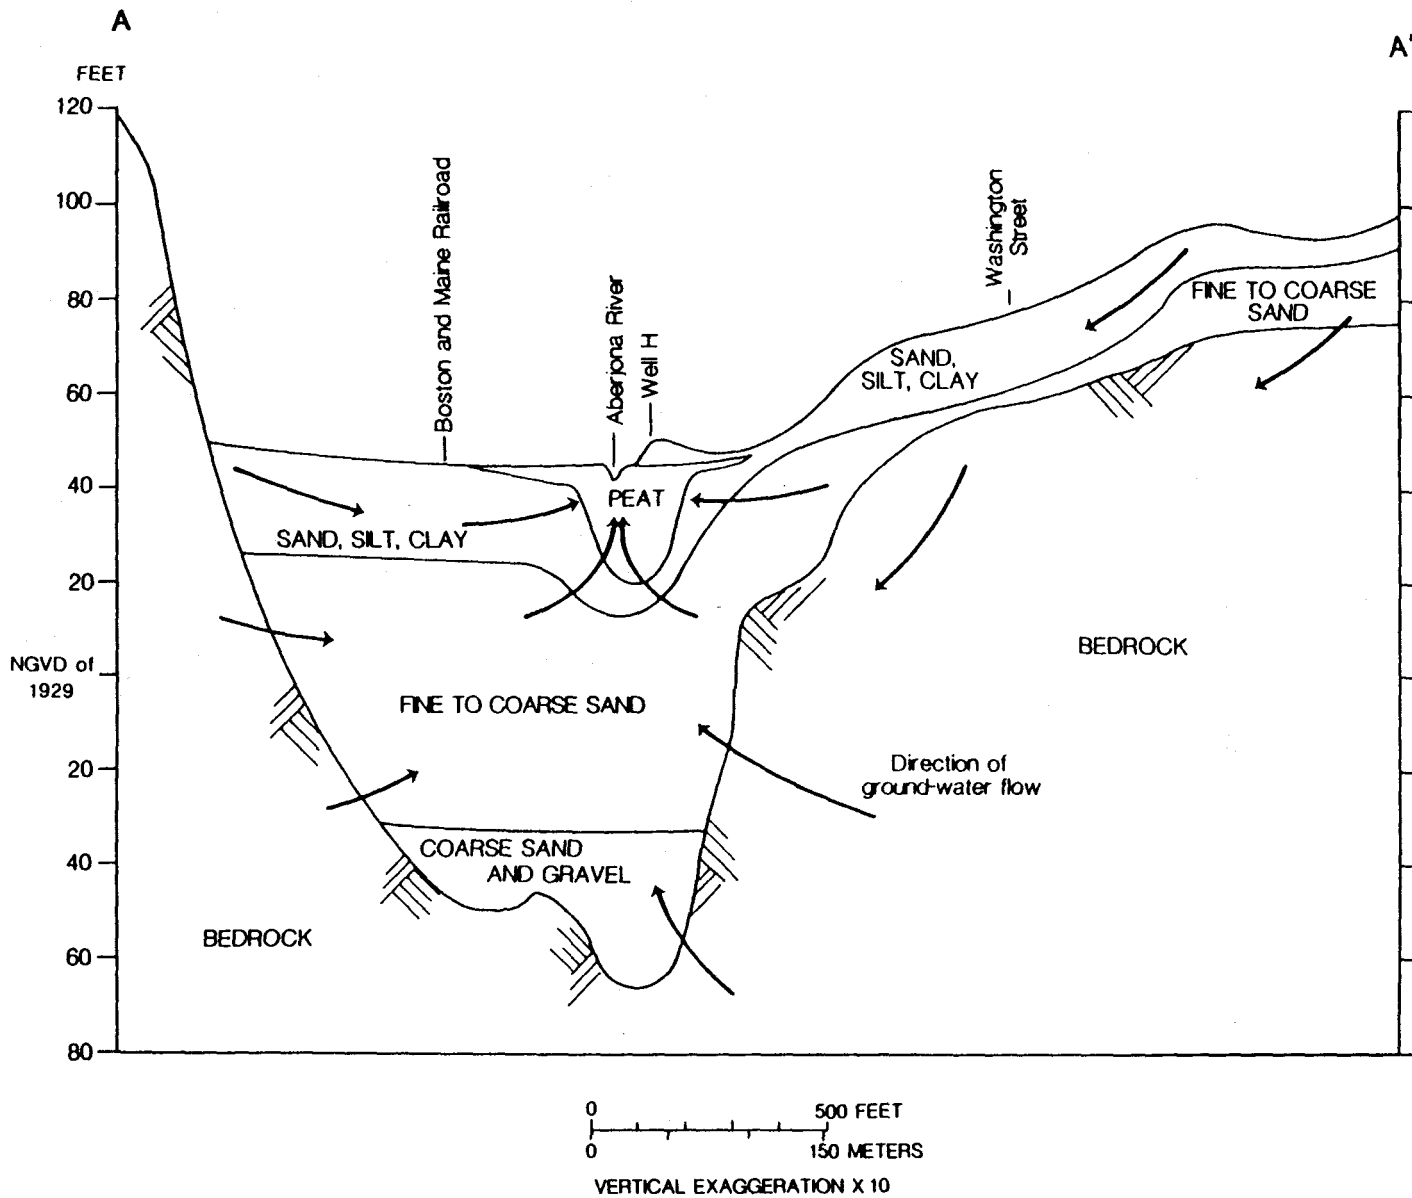 A
A'
FEET
120
100
80
60
40
20
NGVD of
1929
20
40
60
80
Boston and Maine Railroad
Aberjona River
Well H
Washington
Street
FINE TO COARSE
SAND
SAND,
SILT, CLAY
PEAT
SAND, SILT, CLAY
BEDROCK
FINE TO COARSE SAND
Direction of
ground-water flow
COARSE SAND
AND GRAVEL
BEDROCK
0
500 FEET
0
150 METERS
VERTICAL EXAGGERATION X 10